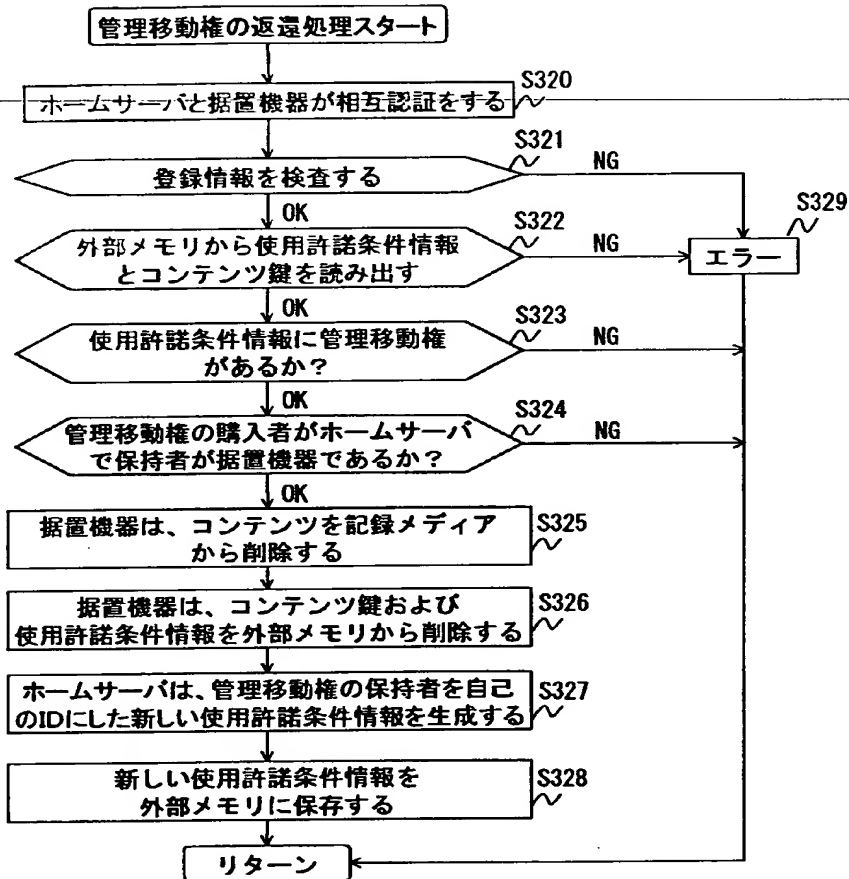 管理移動権の返還処理スタート
ホームサーバと据置機器が相互認証をする
S320
登録情報を検査する
S321
NG
OK
外部メモリから使用許諾条件情報
とコンテンツ鍵を読み出す
S322
NG
エラー
S329
OK
使用許諾条件情報に管理移動権
があるか?
S323
NG
OK
管理移動権の購入者がホームサーバ
で保持者が据置機器であるか?
S324
NG
OK
据置機器は、コンテンツを記録メディア
から削除する
S325
据置機器は、コンテンツ鍵および
使用許諾条件情報を外部メモリから削除する
S326
ホームサーバは、管理移動権の保持者を自己
のIDにした新しい使用許諾条件情報を生成する
S327
新しい使用許諾条件情報を
外部メモリに保存する
S328
リターン